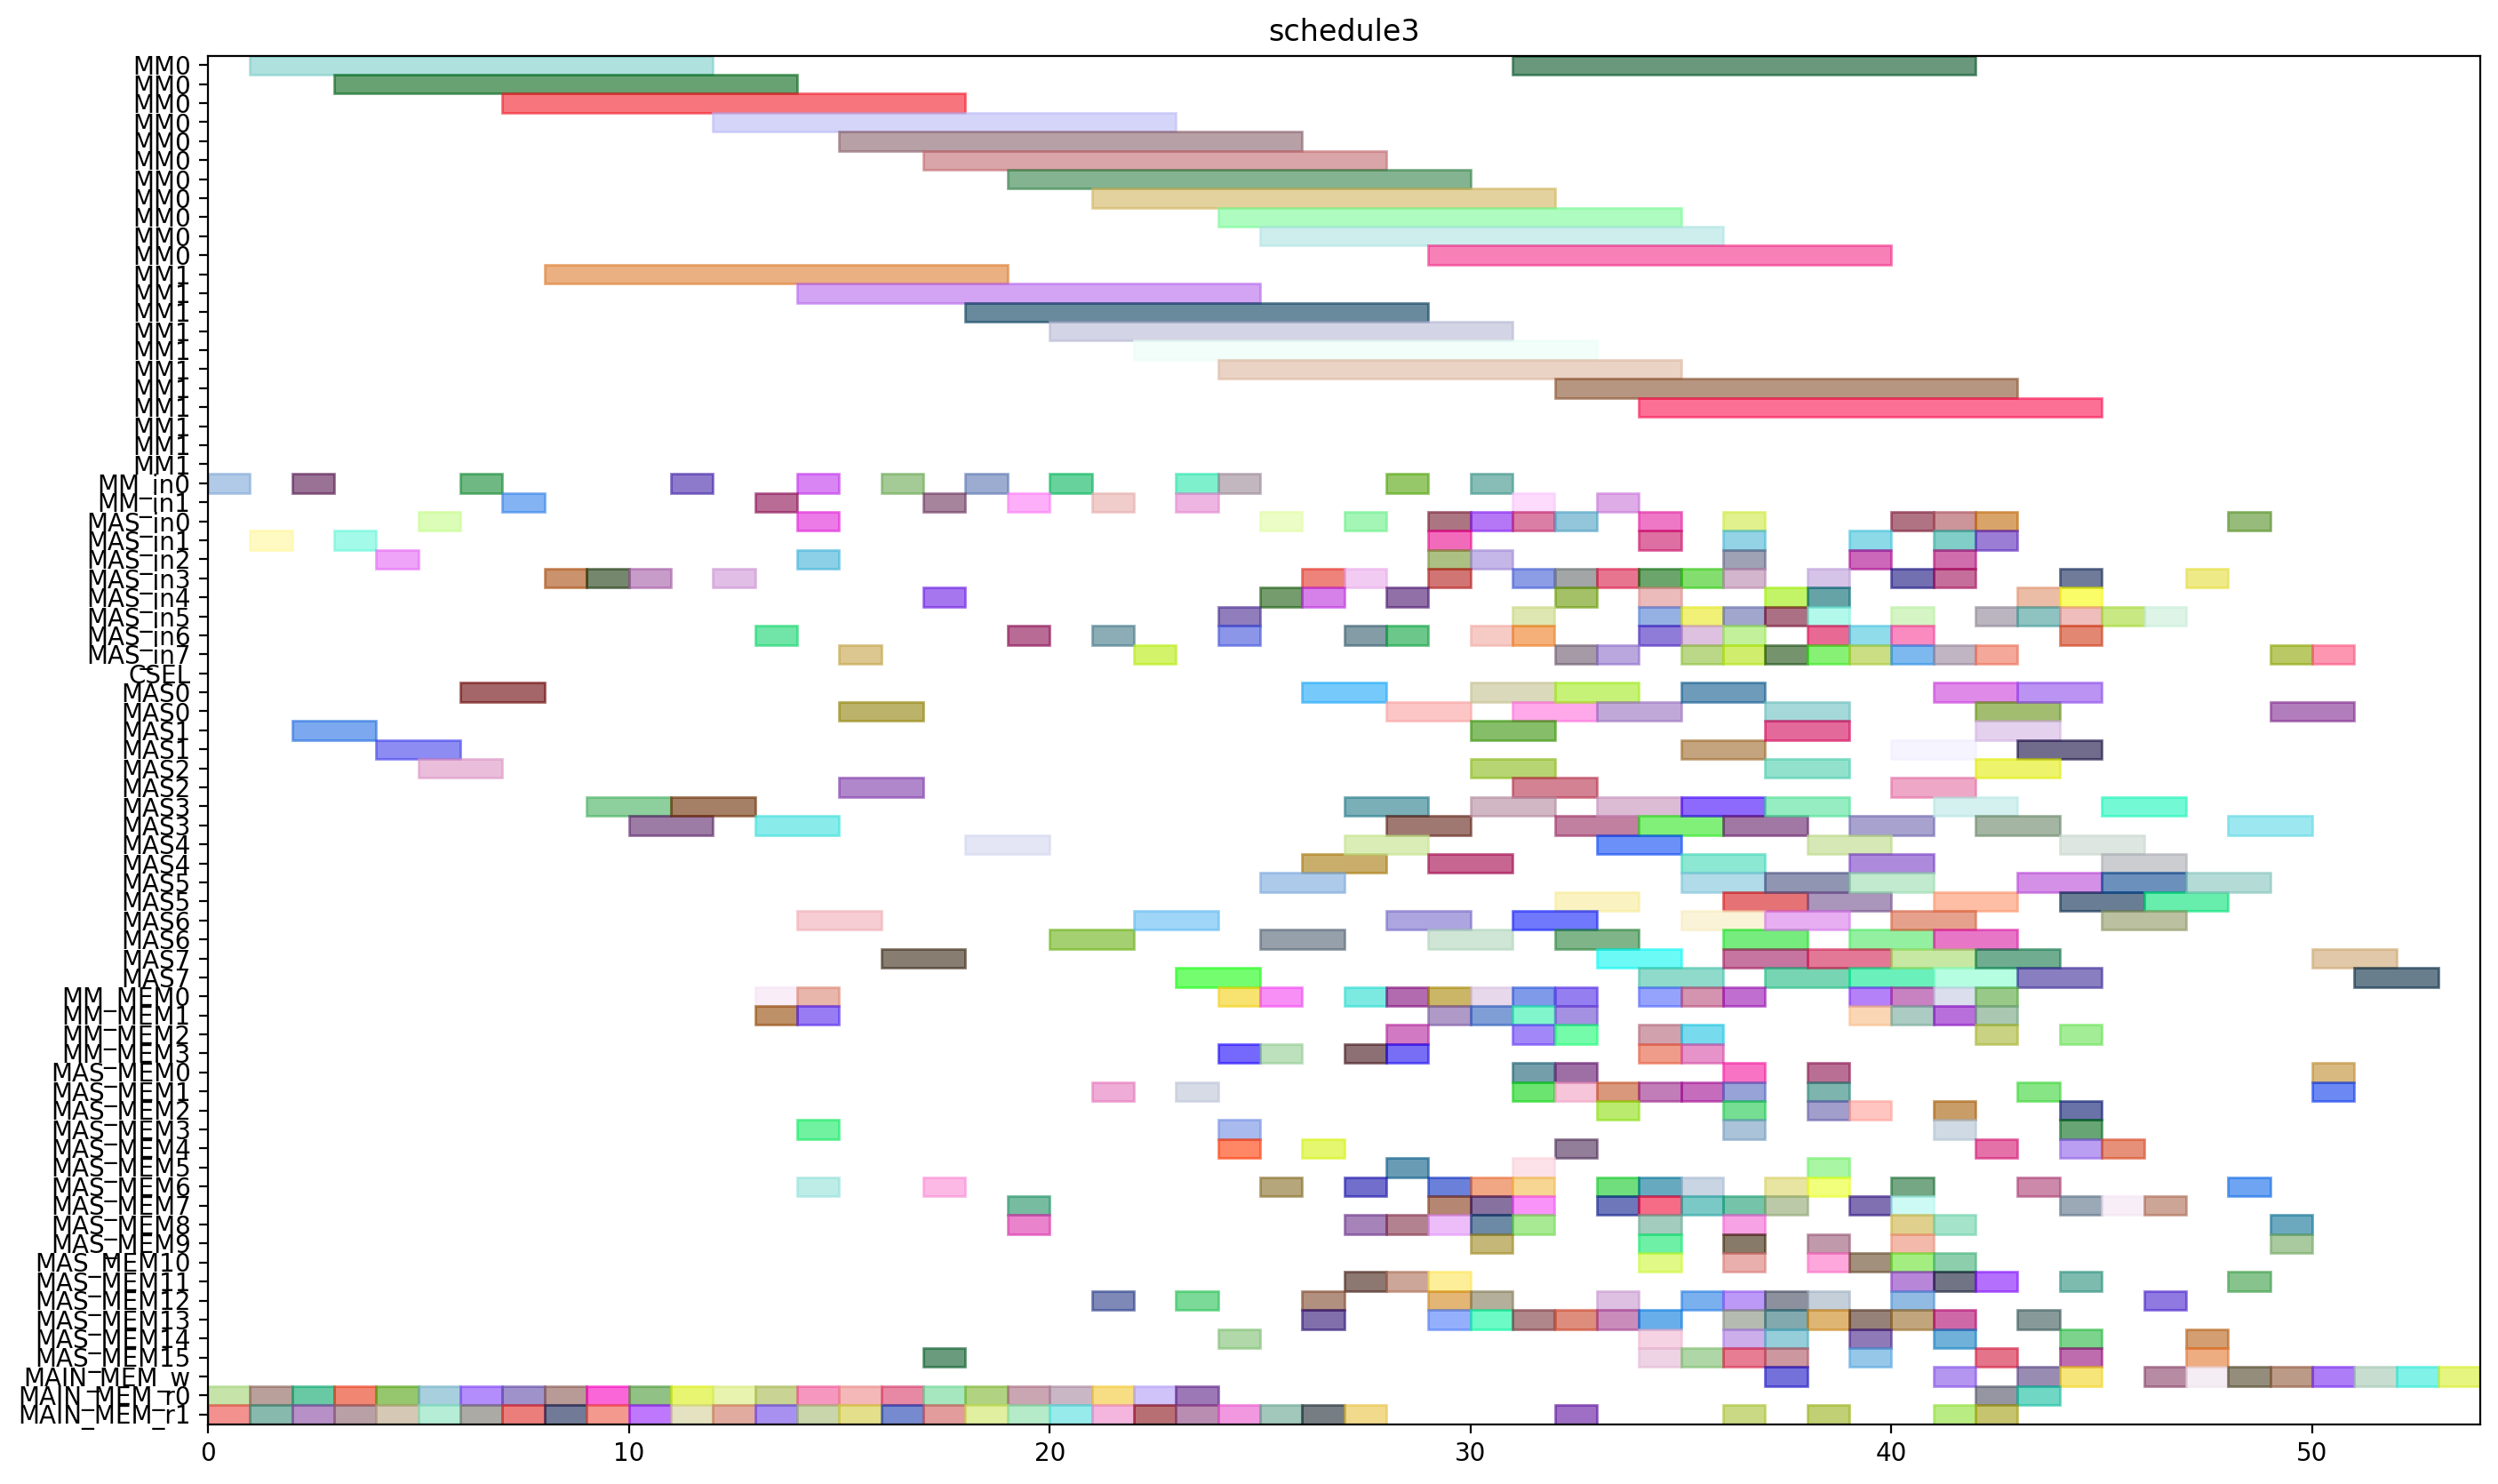 schedule3
MM0
MM0
MM0
MM0
MM0
MM0
MM0
MM0
MM0
MM0
MM0
MM1
MM1
MM1
MM1
MM1
MM1
MM1
MM1
MM1
MM1
MM1
MM_in0
MM_in1
MAS_in0
MAS_in1
MAS_in2
MAS_in3
MAS_in4
MAS_in5
MAS_in6
MAS_in7
CSEL
MAS0
MAS0
MAS1
MAS1
MAS2
MAS2
MAS3
MAS3
MAS4
MAS4
MAS5
MAS5
MAS6
MAS6
MAS7
MAS7
MM_MEM0
MM_MEM1
MM_MEM2
MM_MEM3
MAS_MEM0
MAS_MEM1
MAS_MEM2
MAS_MEM3
MAS_MEM4
MAS_MEM5
MAS_MEM6
MAS_MEM7
MAS_MEM8
MAS_MEM9
MAS_MEM10
MAS_MEM11
MAS_MEM12
MAS_MEM13
MAS_MEM14
MAS_MEM15
MAIN_MEM_w
MAIN_MEM_r0
MAIN_MEM_r1
0 10 20 30 40 50